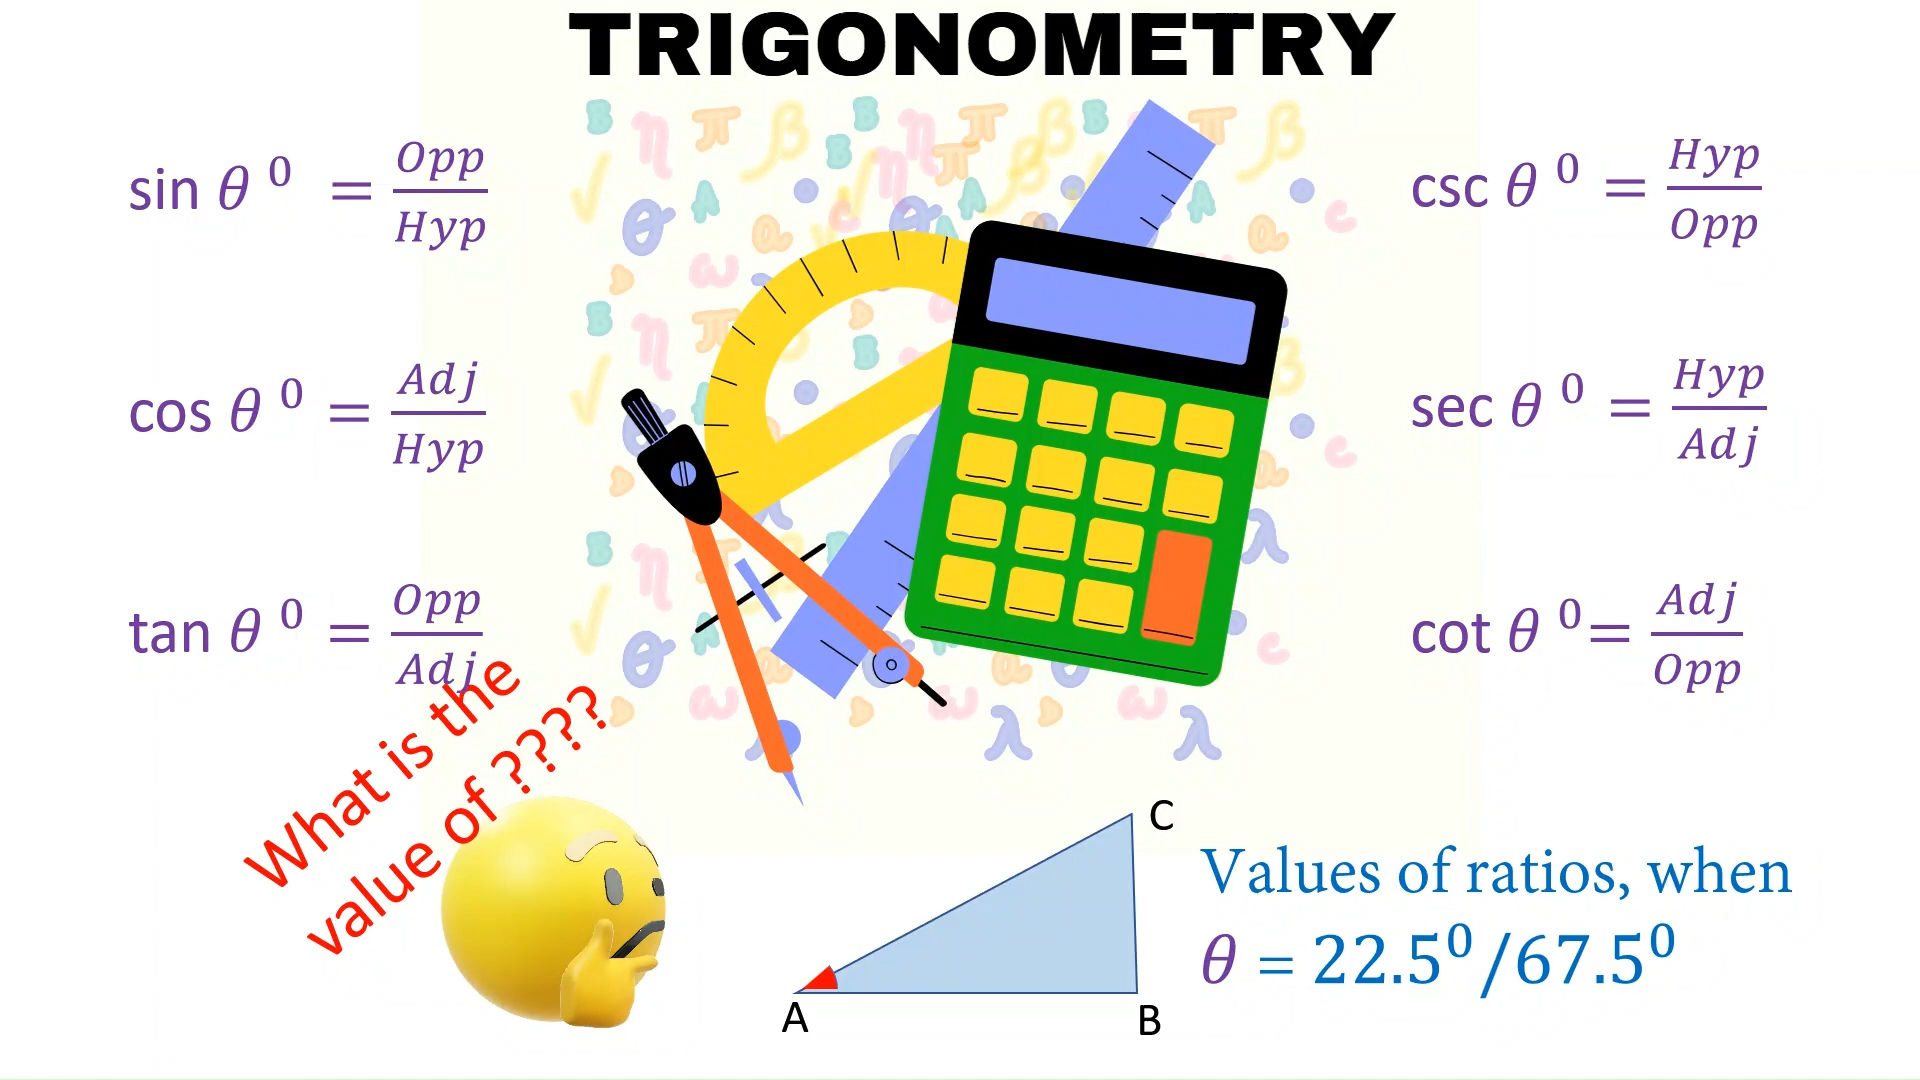 TRIGONOMETRY
sin θ ⁰ = Opp/Hyp
cos θ ⁰ = Adj/Hyp
tan θ ⁰ = Opp/Adj
csc θ ⁰ = Hyp/Opp
sec θ ⁰ = Hyp/Adj
cot θ ⁰ = Adj/Opp
What is the
value of ????
C
A
B
Values of ratios, when
θ = 22.5⁰/67.5⁰